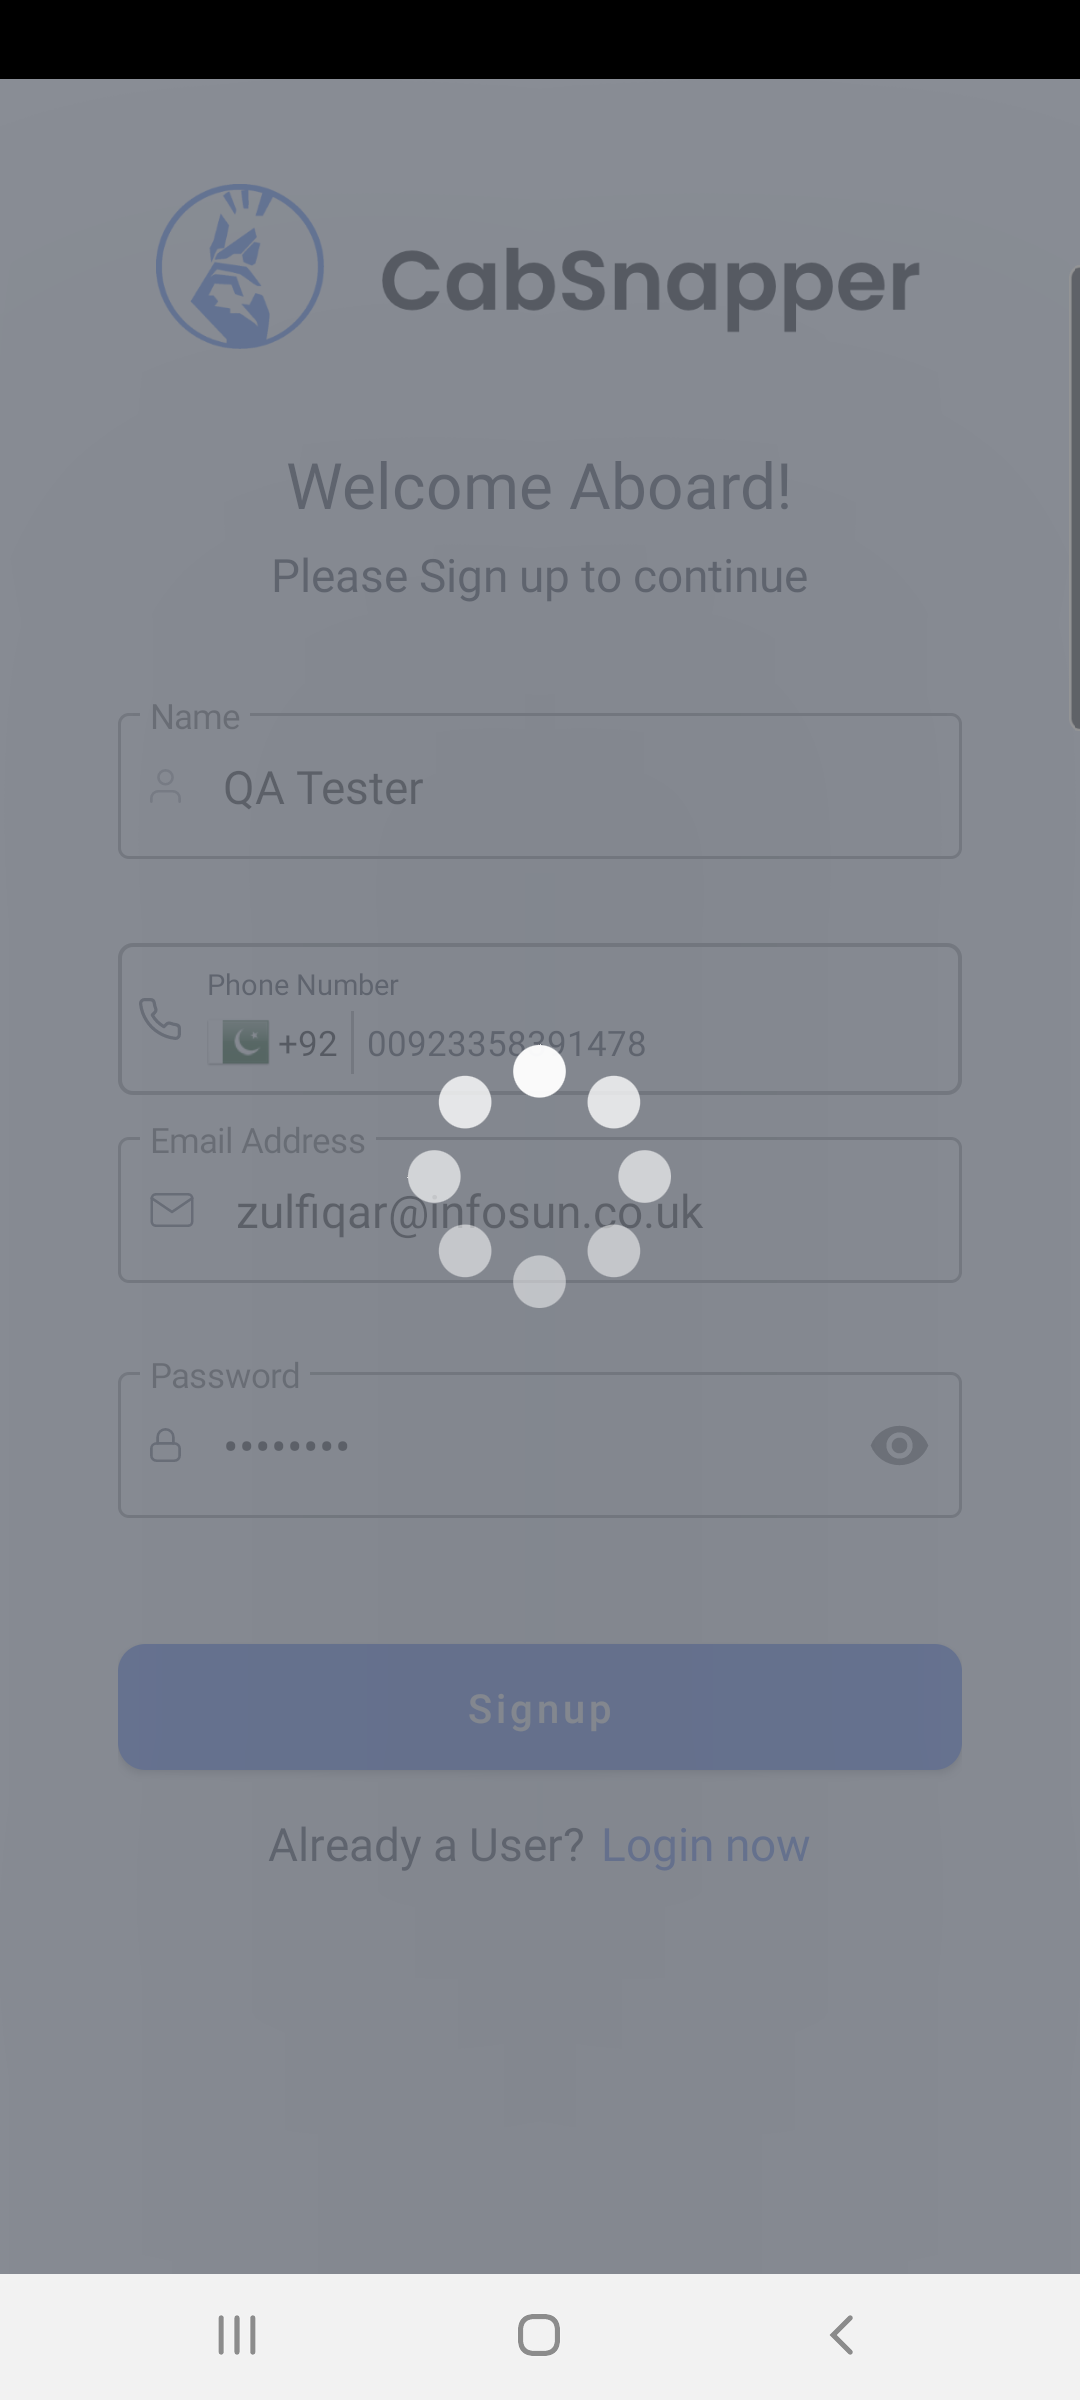 CabSnapper
Welcome Aboard!
Please Sign up to continue
Name
QA Tester
Phone Number
+92 00923358391478
Email Address
zulfiqar@infosun.co.uk
Password
••••••••
Signup
Already a User? Login now